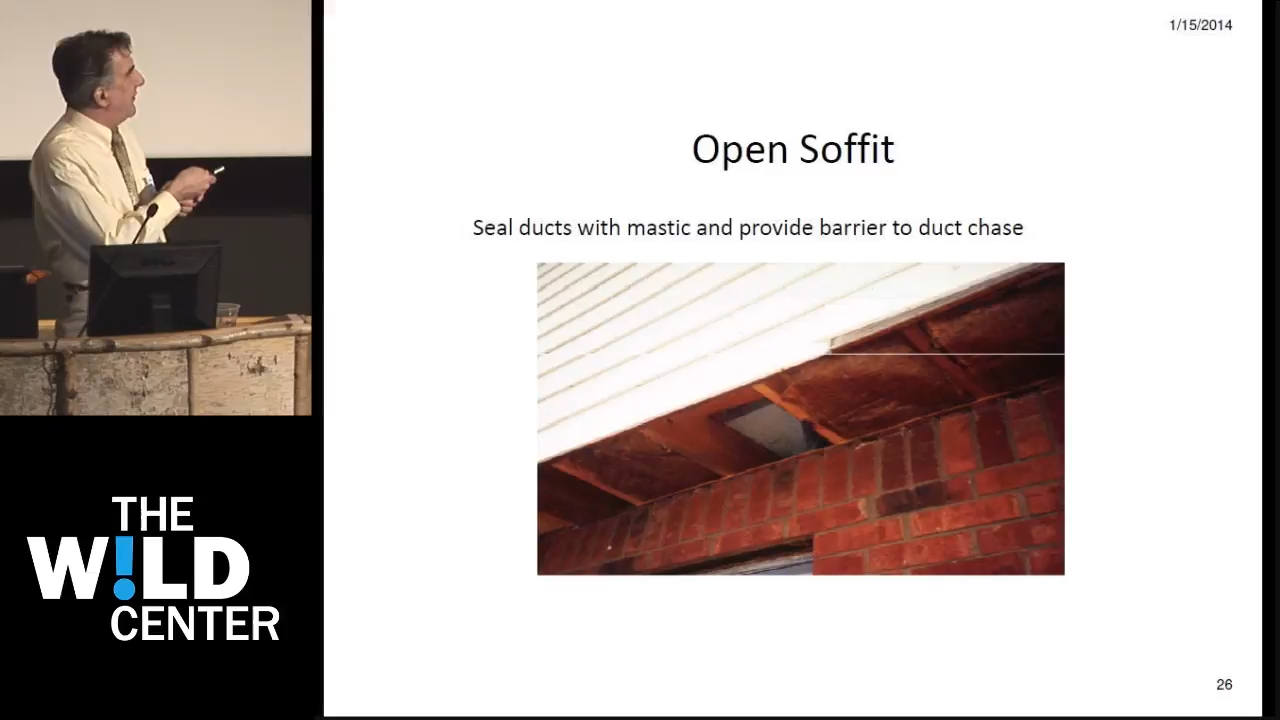 1/15/2014
Open Soffit
Seal ducts with mastic and provide barrier to duct chase
THE
W!LD
CENTER
26